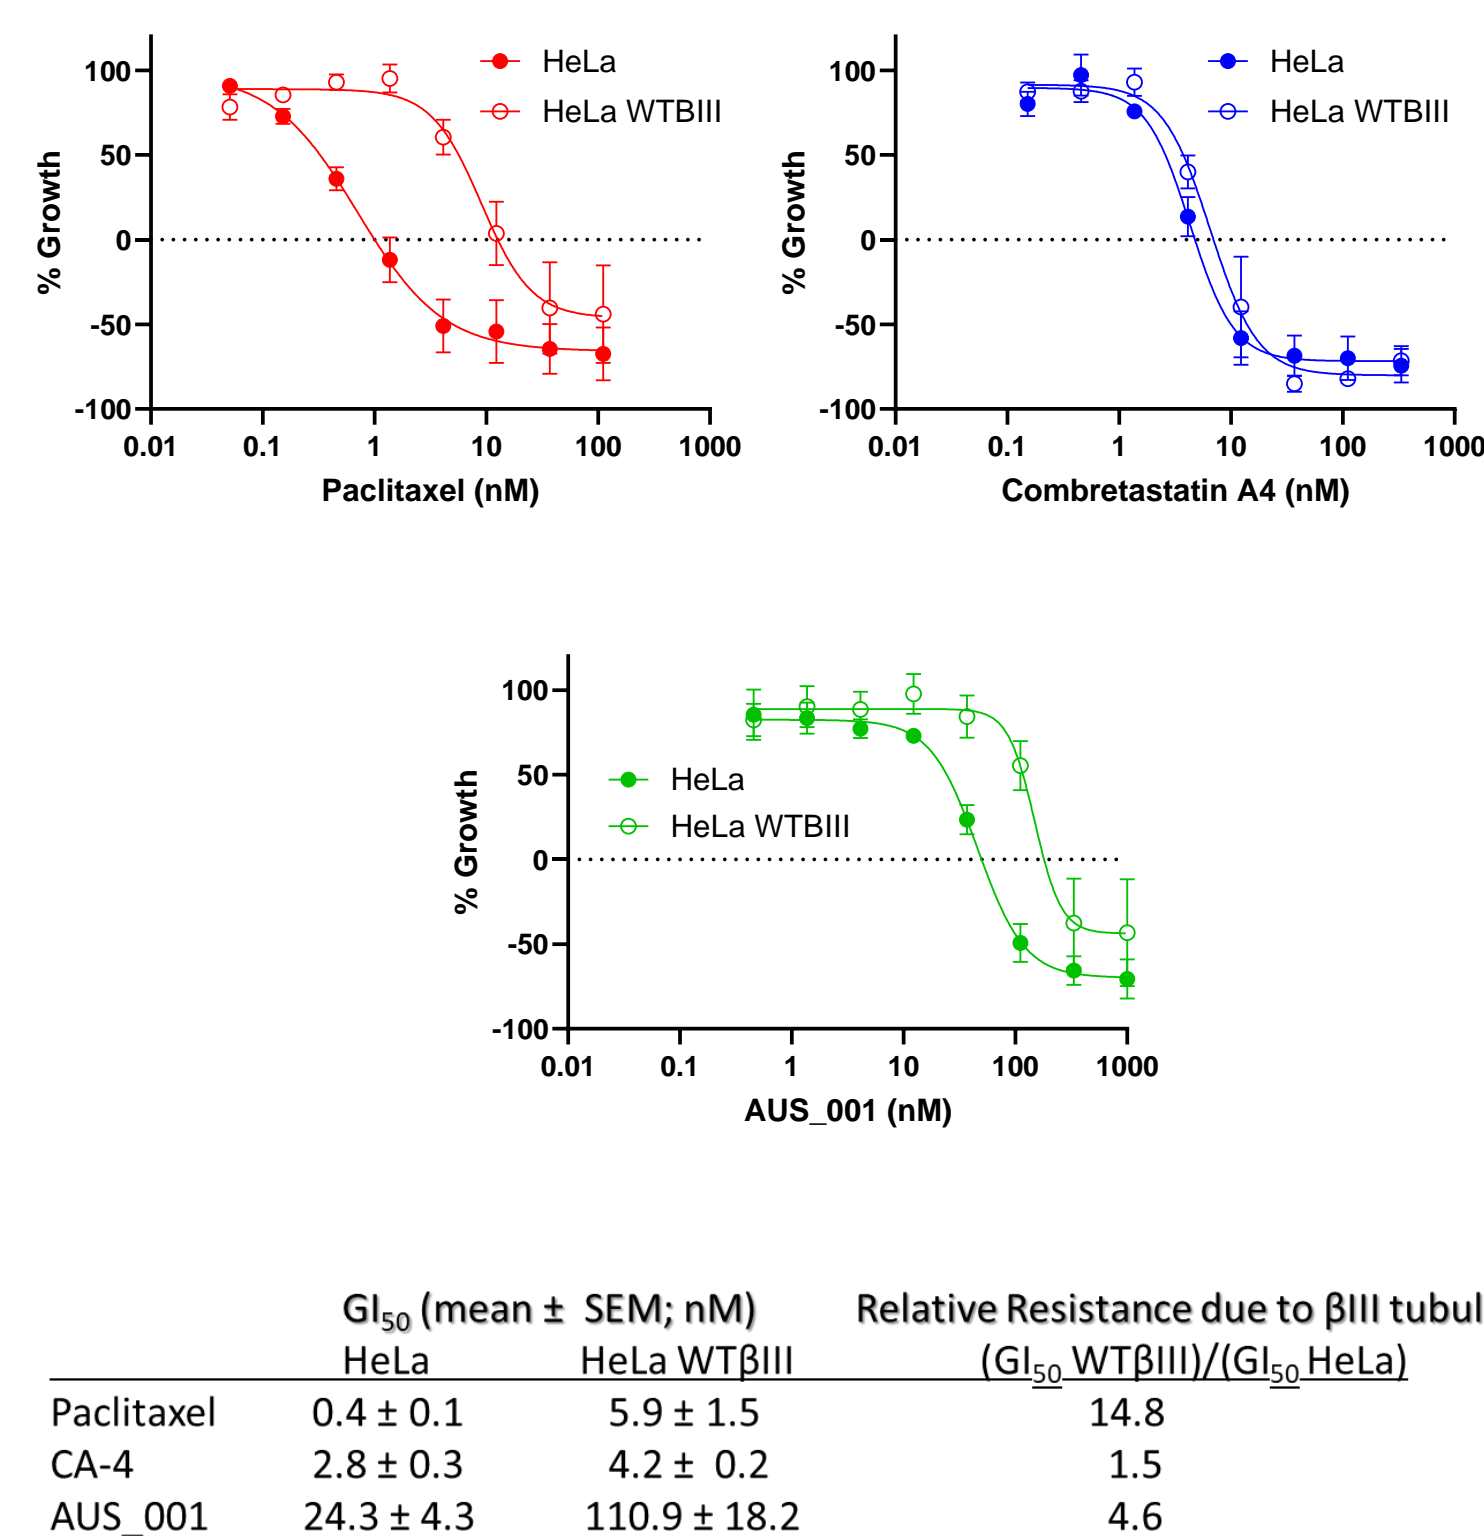 HeLa
HeLa WTBIII
100
50
0
-50
-100
% Growth
0.01 0.1 1 10 100 1000
Paclitaxel (nM)
HeLa
HeLa WTBIII
100
50
0
-50
-100
% Growth
0.01 0.1 1 10 100 1000
Combretastatin A4 (nM)
100
50
0
-50
-100
% Growth
HeLa
HeLa WTBIII
0.01 0.1 1 10 100 1000
AUS_001 (nM)
GI50 (mean ± SEM; nM) Relative Resistance due to βIII tubul
HeLa HeLa WTβIII (GI50 WTβIII)/(GI50 HeLa)
Paclitaxel 0.4 ± 0.1 5.9 ± 1.5 14.8
CA-4 2.8 ± 0.3 4.2 ± 0.2 1.5
AUS_001 24.3 ± 4.3 110.9 ± 18.2 4.6